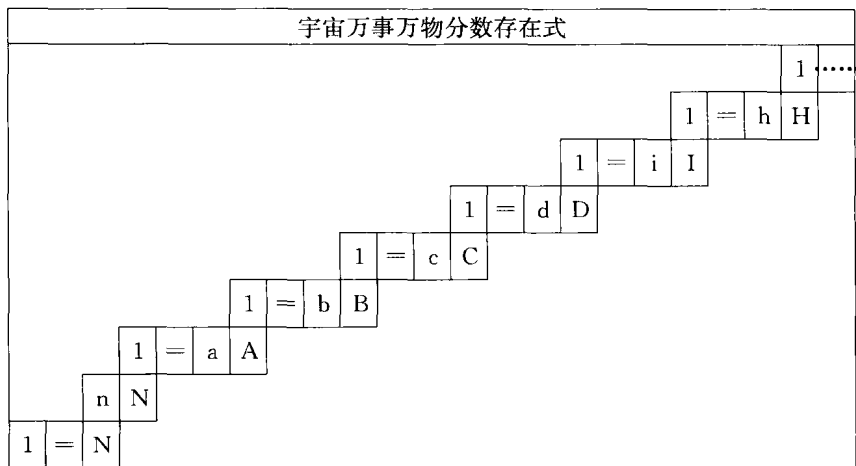 宇宙万事万物分数存在式
1 ……
1 = h H
1 = i I
1 = d D
1 = c C
1 = b B
1 = a A
n N
1 = N